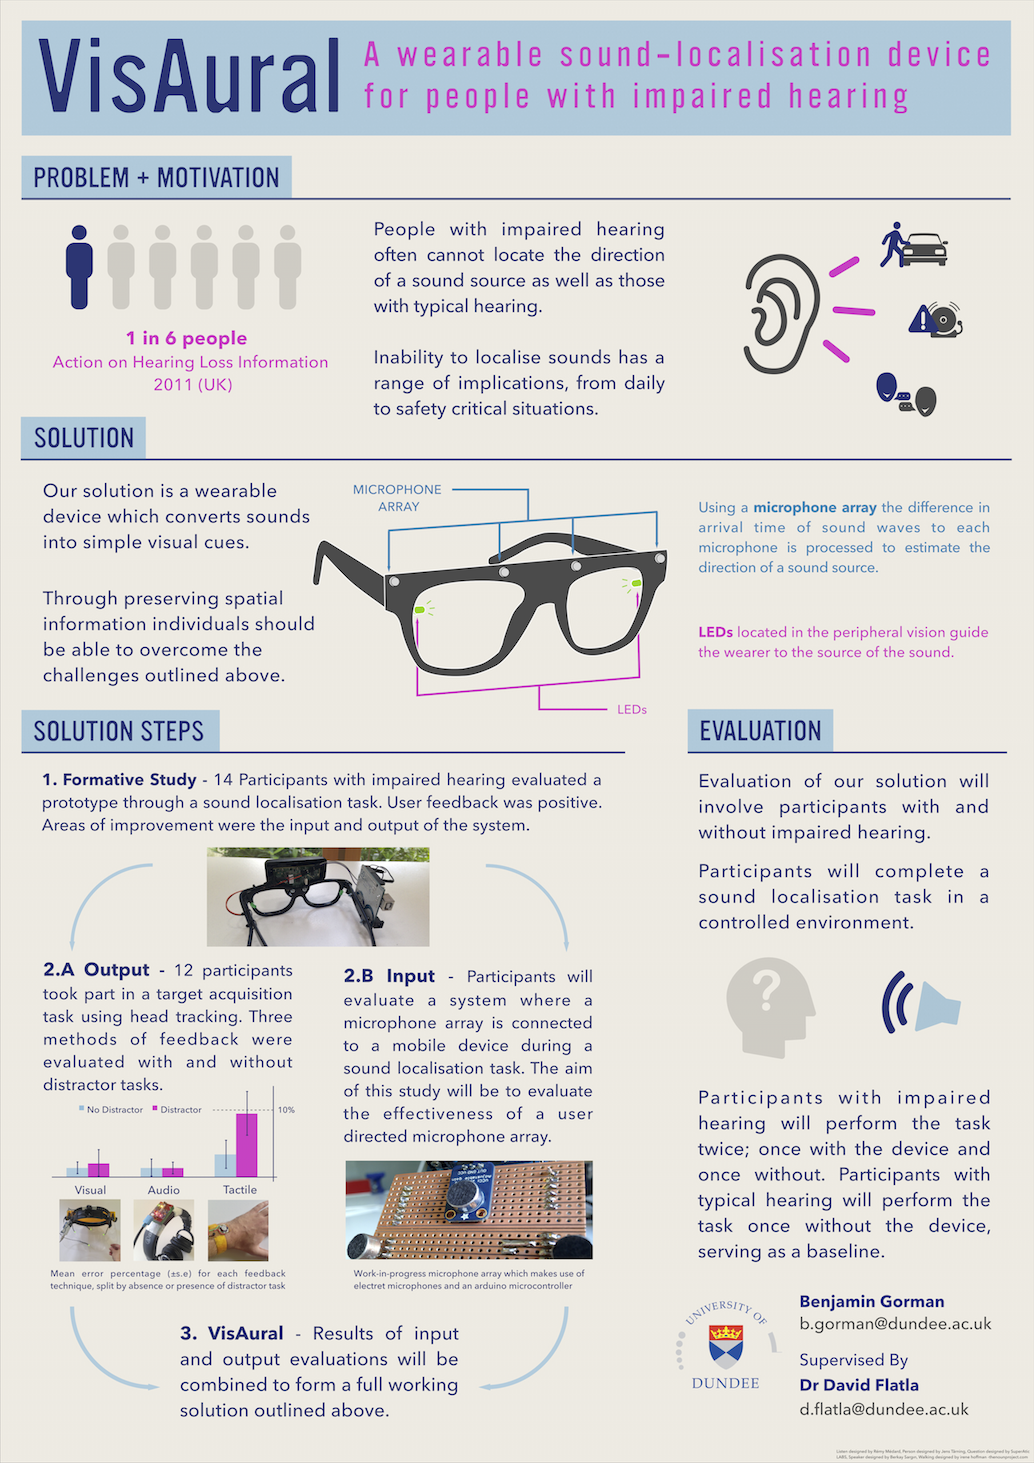 VisAural
A wearable sound-localisation device
for people with impaired hearing
PROBLEM + MOTIVATION
1 in 6 people
Action on Hearing Loss Information
2011 (UK)
People with impaired hearing
often cannot locate the direction
of a sound source as well as those
with typical hearing.
Inability to localise sounds has a
range of implications, from daily
to safety critical situations.
SOLUTION
Our solution is a wearable
device which converts sounds
into simple visual cues.
Through preserving spatial
information individuals should
be able to overcome the
challenges outlined above.
MICROPHONE
ARRAY
LEDs
Using a microphone array the difference in
arrival time of sound waves to each
microphone is processed to estimate the
direction of a sound source.
LEDs located in the peripheral vision guide
the wearer to the source of the sound.
SOLUTION STEPS
1. Formative Study - 14 Participants with impaired hearing evaluated a
prototype through a sound localisation task. User feedback was positive.
Areas of improvement were the input and output of the system.
2.A Output - 12 participants
took part in a target acquisition
task using head tracking. Three
methods of feedback were
evaluated with and without
distractor tasks.
No Distractor
Distractor
10%
Visual
Audio
Tactile
Mean error percentage (±s.e) for each feedback
technique, split by absence or presence of distractor task
2.B Input - Participants will
evaluate a system where a
microphone array is connected
to a mobile device during a
sound localisation task. The aim
of this study will be to evaluate
the effectiveness of a user
directed microphone array.
Work-in-progress microphone array which makes use of
electret microphones and an arduino microcontroller
3. VisAural - Results of input
and output evaluations will be
combined to form a full working
solution outlined above.
EVALUATION
Evaluation of our solution will
involve participants with and
without impaired hearing.
Participants will complete a
sound localisation task in a
controlled environment.
?
Participants with impaired
hearing will perform the task
twice; once with the device and
once without. Participants with
typical hearing will perform the
task once without the device,
serving as a baseline.
UNIVERSITY OF
DUNDEE
Benjamin Gorman
b.gorman@dundee.ac.uk
Supervised By
Dr David Flatla
d.flatla@dundee.ac.uk